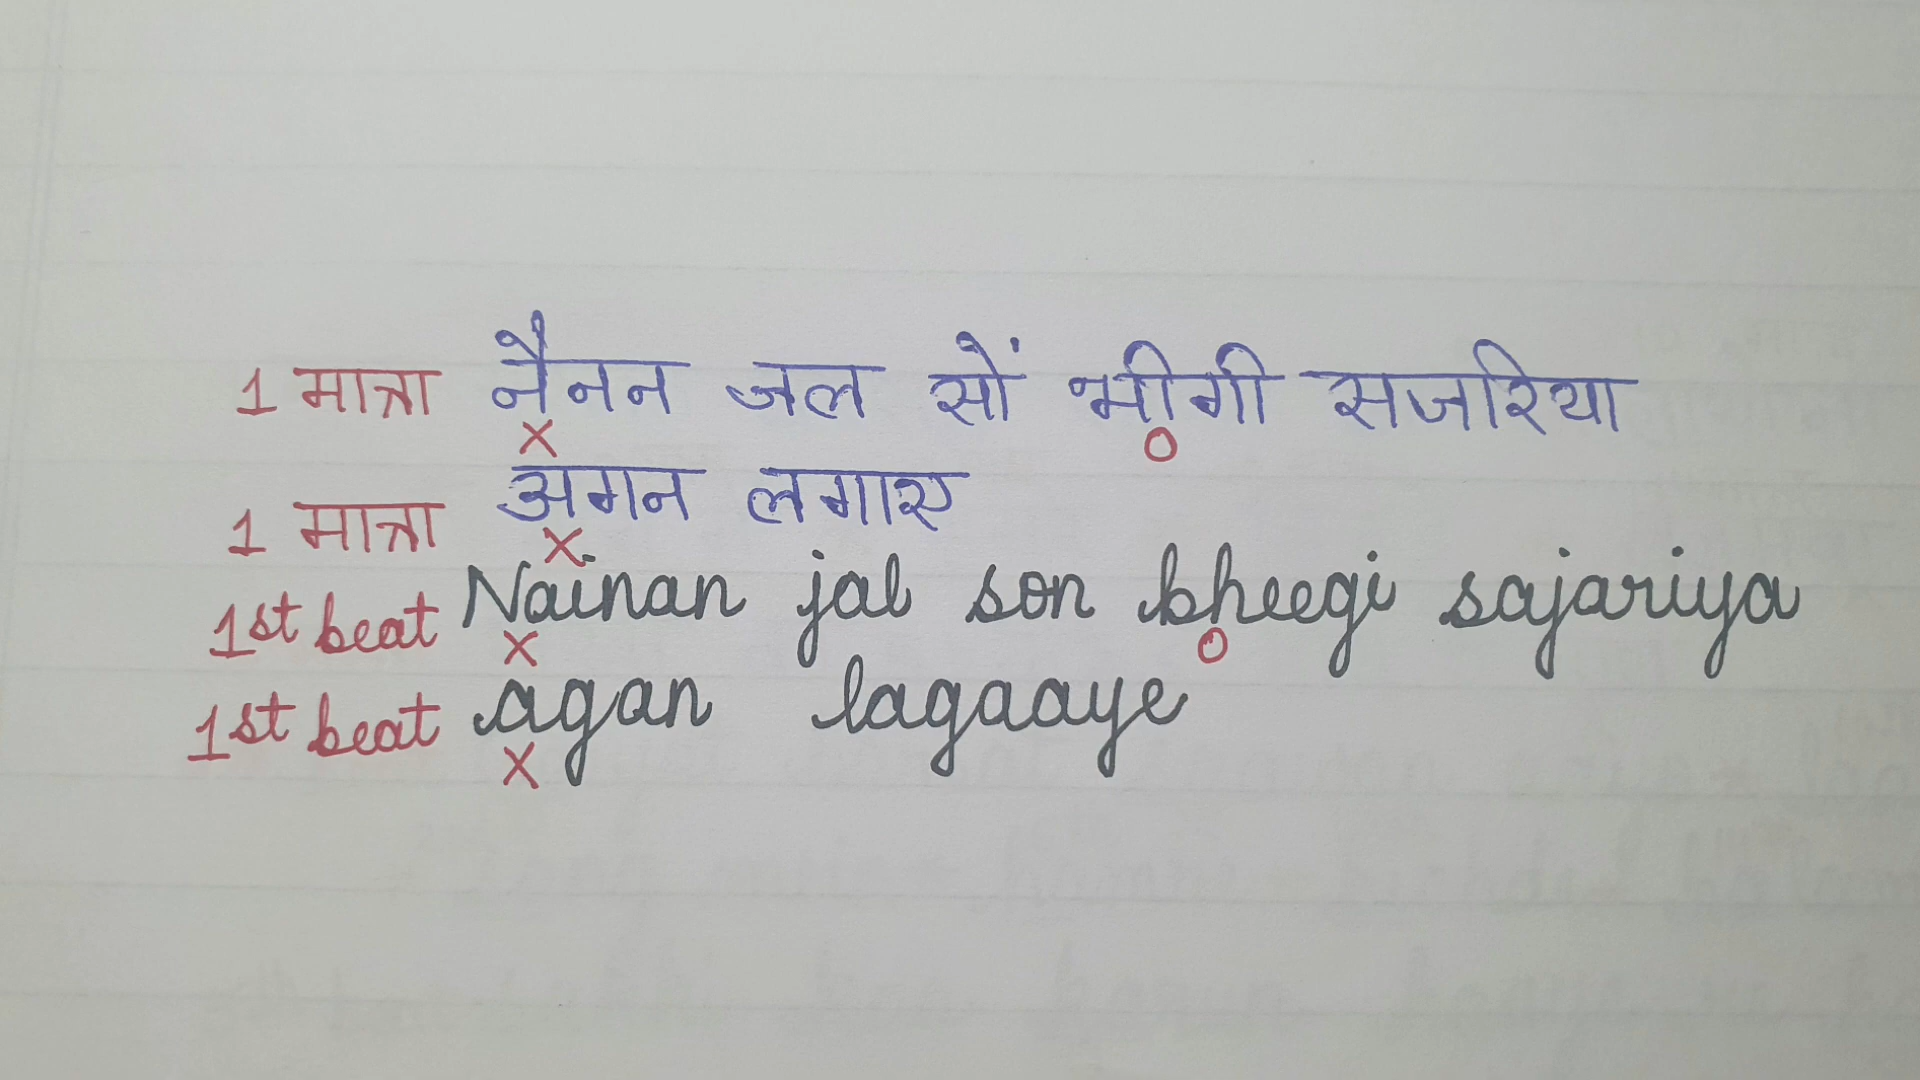 1 मात्रा नैनन जल सों भीगी सजरिया
x o
1 मात्रा अगन लगाए
x
1st beat Nainan jal son bheegi sajariya
x o
1st beat agan lagaaye
x